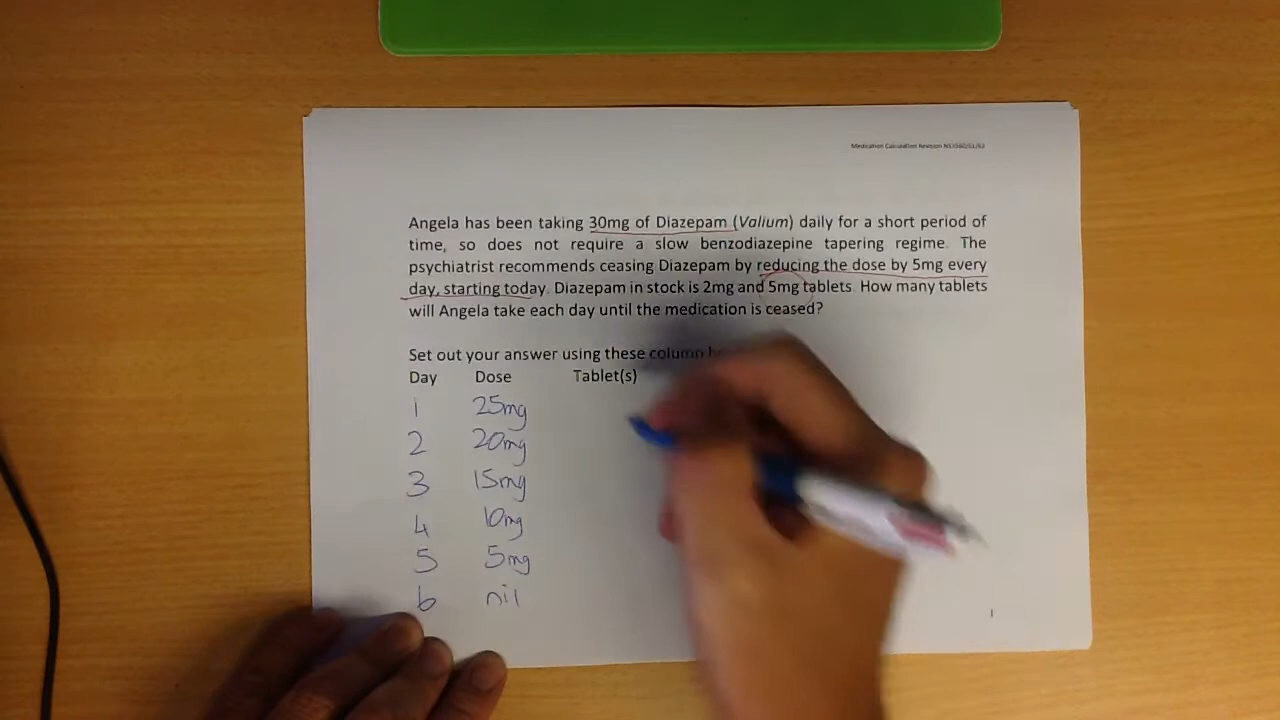 Medication Calculation Revision
Angela has been taking 30mg of Diazepam (Valium) daily for a short period of
time, so does not require a slow benzodiazepine tapering regime. The
psychiatrist recommends ceasing Diazepam by reducing the dose by 5mg every
day, starting today. Diazepam in stock is 2mg and 5mg tablets. How many tablets
will Angela take each day until the medication is ceased?
Set out your answer using these column
Day Dose Tablet(s)
1 25mg
2 20mg
3 15mg
4 10mg
5 5mg
6 nil
1